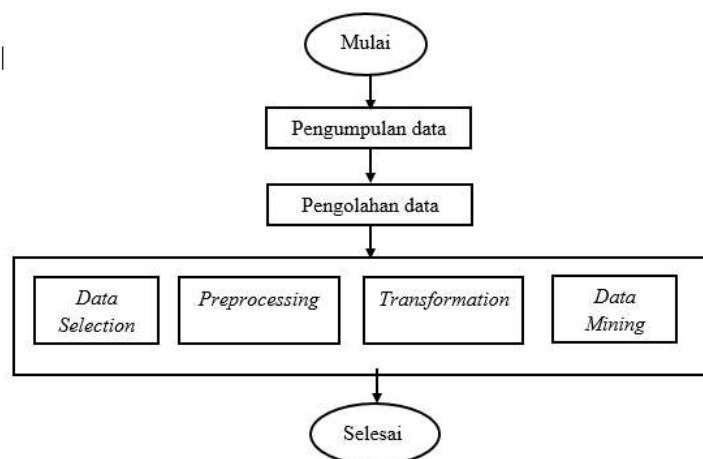 Mulai
Pengumpulan data
Pengolahan data
Data
Selection
Preprocessing
Transformation
Data
Mining
Selesai